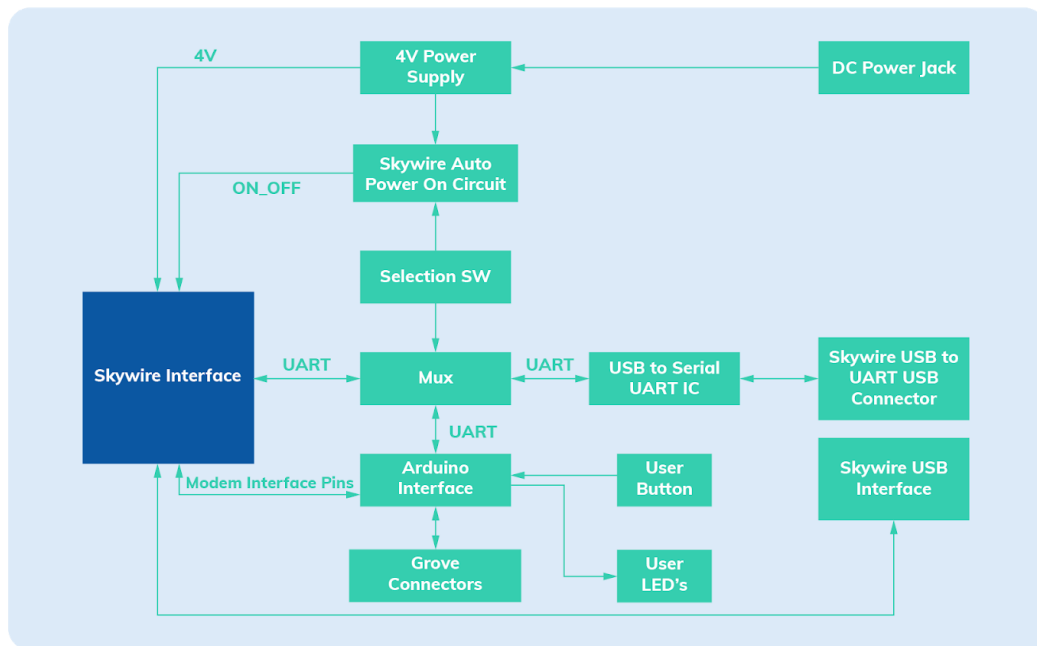 4V
4V Power
Supply
DC Power Jack
Skywire Auto
Power On Circuit
ON_OFF
Selection SW
Skywire Interface
UART
Mux
UART
USB to Serial
UART IC
Skywire USB to
UART USB
Connector
UART
Modem Interface Pins
Arduino
Interface
User
Button
Skywire USB
Interface
Grove
Connectors
User
LED's